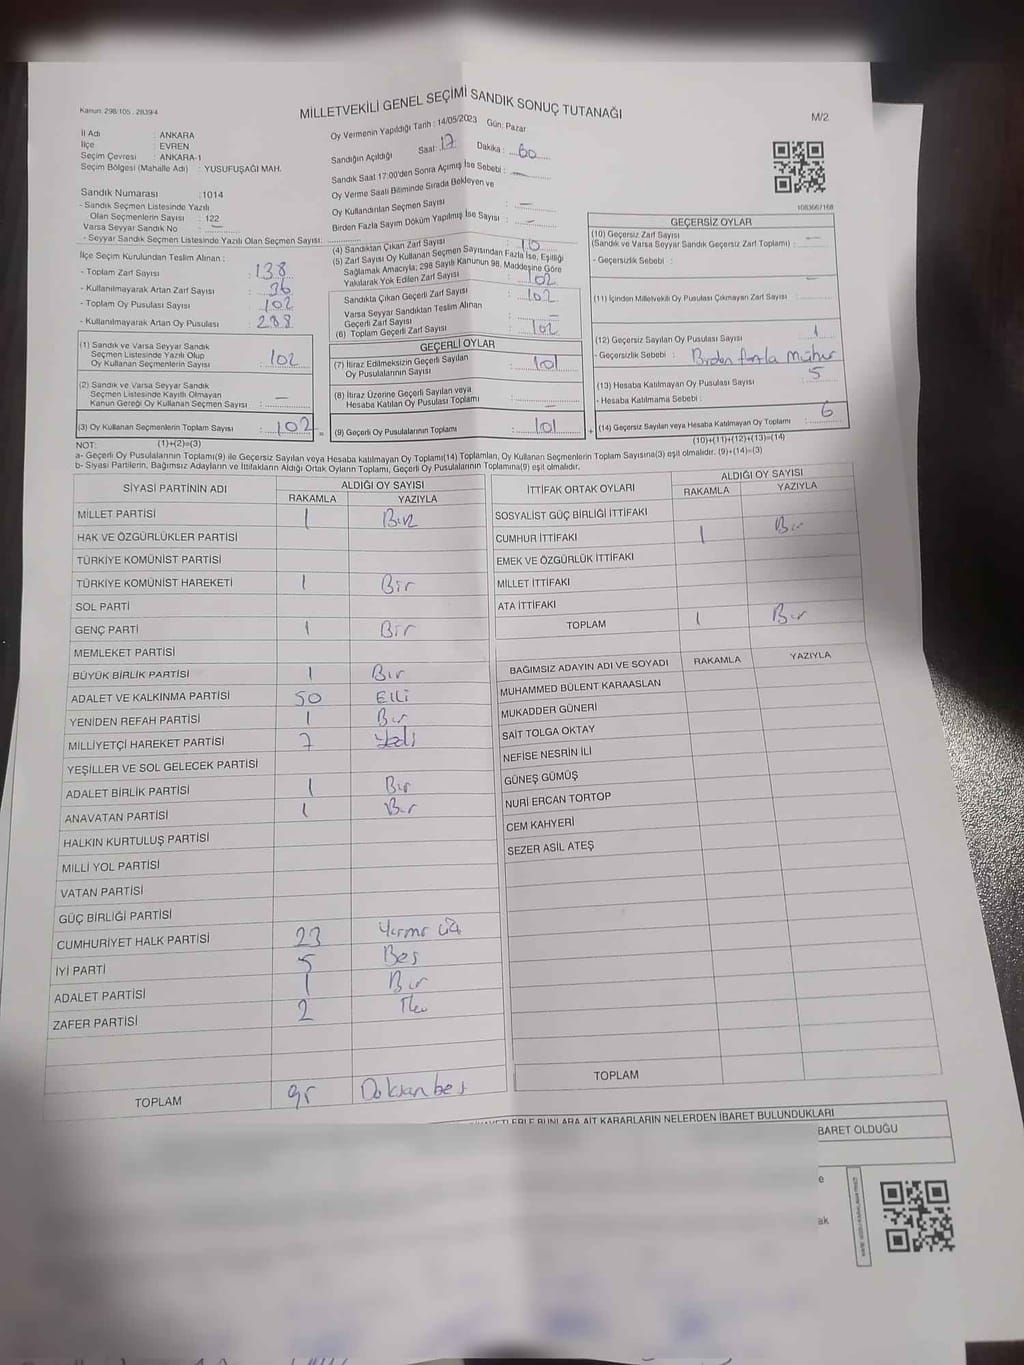 Kanun: 298/105 , 2839/4
MİLLETVEKİLİ GENEL SEÇİMİ SANDIK SONUÇ TUTANAĞI
M/2
İl Adı : ANKARA
İlçe : EVREN
Seçim Çevresi : ANKARA-1
Seçim Bölgesi (Mahalle Adı) : YUSUFUŞAĞI MAH.
Sandık Numarası : 1014
- Sandık Seçmen Listesinde Yazılı
Olan Seçmenlerin Sayısı : 122
Varsa Seyyar Sandık No : —
- Seyyar Sandık Seçmen Listesinde Yazılı Olan Seçmen Sayısı:
İlçe Seçim Kurulundan Teslim Alınan :
- Toplam Zarf Sayısı : 138
- Kullanılmayarak Artan Zarf Sayısı : 36
- Toplam Oy Pusulası Sayısı : 102
- Kullanılmayarak Artan Oy Pusulası : 288
(1) Sandık ve Varsa Seyyar Sandık
Seçmen Listesinde Yazılı Olup
Oy Kullanan Seçmenlerin Sayısı : 102
(2) Sandık ve Varsa Seyyar Sandık
Seçmen Listesinde Kayıtlı Olmayan
Kanun Gereği Oy Kullanan Seçmen Sayısı : —
(3) Oy Kullanan Seçmenlerin Toplam Sayısı : 102
Oy Vermenin Yapıldığı Tarih : 14/05/2023 Gün: Pazar
Sandığın Açıldığı Saat: 17 Dakika : 60
Sandık Saat 17:00'den Sonra Açılmış İse Sebebi : —
Oy Verme Saati Bitiminde Sırada Bekleyen ve
Oy Kullandırılan Seçmen Sayısı : —
Birden Fazla Sayım Döküm Yapılmış İse Sayısı : —
(4) Sandıktan Çıkan Zarf Sayısı : 10
(5) Zarf Sayısı Oy Kullanan Seçmen Sayısından Fazla İse, Eşitliği
Sağlamak Amacıyla; 298 Sayılı Kanunun 98. Maddesine Göre
Yakılarak Yok Edilen Zarf Sayısı : 102
Sandıkta Çıkan Geçerli Zarf Sayısı : 102
Varsa Seyyar Sandıktan Teslim Alınan
Geçerli Zarf Sayısı : —
(6) Toplam Geçerli Zarf Sayısı : 102
GEÇERLİ OYLAR
(7) İtiraz Edilmeksizin Geçerli Sayılan
Oy Pusulalarının Sayısı : 101
(8) İtiraz Üzerine Geçerli Sayılan veya
Hesaba Katılan Oy Pusulası Toplamı : —
= (9) Geçerli Oy Pusulalarının Toplamı : 101
1083667168
GEÇERSİZ OYLAR
(10) Geçersiz Zarf Sayısı
(Sandık ve Varsa Seyyar Sandık Geçersiz Zarf Toplamı) : —
- Geçersizlik Sebebi :
(11) İçinden Milletvekili Oy Pusulası Çıkmayan Zarf Sayısı : —
(12) Geçersiz Sayılan Oy Pusulası Sayısı : 1
- Geçersizlik Sebebi : Birden fazla mühür
(13) Hesaba Katılmayan Oy Pusulası Sayısı : 5
- Hesaba Katılmama Sebebi :
+ (14) Geçersiz Sayılan veya Hesaba Katılmayan Oy Toplamı : 6
NOT: (1)+(2)=(3) (10)+(11)+(12)+(13)=(14)
a- Geçerli Oy Pusulalarının Toplamı(9) ile Geçersiz Sayılan veya Hesaba katılmayan Oy Toplamı(14) Toplamları, Oy Kullanan Seçmenlerin Toplam Sayısına(3) eşit olmalıdır. (9)+(14)=(3)
b- Siyasi Partilerin, Bağımsız Adayların ve İttifakların Aldığı Ortak Oyların Toplamı, Geçerli Oy Pusulalarının Toplamına(9) eşit olmalıdır.
SİYASİ PARTİNİN ADI ALDIĞI OY SAYISI
RAKAMLA YAZIYLA
MİLLET PARTİSİ 1 Bir
HAK VE ÖZGÜRLÜKLER PARTİSİ
TÜRKİYE KOMÜNİST PARTİSİ
TÜRKİYE KOMÜNİST HAREKETİ 1 Bir
SOL PARTİ
GENÇ PARTİ 1 Bir
MEMLEKET PARTİSİ
BÜYÜK BİRLİK PARTİSİ 1 Bir
ADALET VE KALKINMA PARTİSİ 50 Elli
YENİDEN REFAH PARTİSİ 1 Bir
MİLLİYETÇİ HAREKET PARTİSİ 7 Yedi
YEŞİLLER VE SOL GELECEK PARTİSİ
ADALET BİRLİK PARTİSİ 1 Bir
ANAVATAN PARTİSİ 1 Bir
HALKIN KURTULUŞ PARTİSİ
MİLLİ YOL PARTİSİ
VATAN PARTİSİ
GÜÇ BİRLİĞİ PARTİSİ
CUMHURİYET HALK PARTİSİ 23 Yirmi üç
İYİ PARTİ 5 Beş
ADALET PARTİSİ 1 Bir
ZAFER PARTİSİ 2 İki
TOPLAM 95 Doksanbeş
İTTİFAK ORTAK OYLARI ALDIĞI OY SAYISI
RAKAMLA YAZIYLA
SOSYALİST GÜÇ BİRLİĞİ İTTİFAKI
CUMHUR İTTİFAKI 1 Bir
EMEK VE ÖZGÜRLÜK İTTİFAKI
MİLLET İTTİFAKI
ATA İTTİFAKI
TOPLAM 1 Bir
BAĞIMSIZ ADAYIN ADI VE SOYADI RAKAMLA YAZIYLA
MUHAMMED BÜLENT KARAASLAN
MUKADDER GÜNERİ
SAİT TOLGA OKTAY
NEFİSE NESRİN İLİ
GÜNEŞ GÜMÜŞ
NURİ ERCAN TORTOP
CEM KAHYERİ
SEZER ASİL ATEŞ
TOPLAM
BUNLARA AİT KARARLARIN NELERDEN İBARET BULUNDUKLARI
BARET OLDUĞU
e
ak